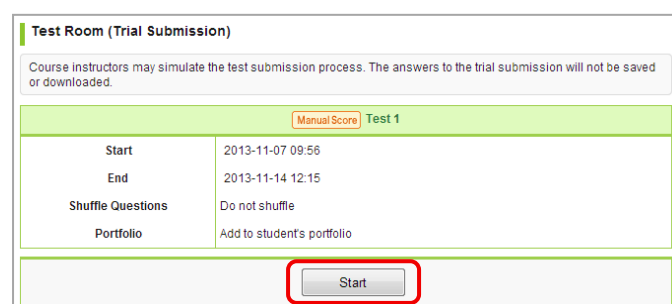 Test Room (Trial Submission)
Course instructors may simulate the test submission process. The answers to the trial submission will not be saved
or downloaded.
Manual Score Test 1
Start 2013-11-07 09:56
End 2013-11-14 12:15
Shuffle Questions Do not shuffle
Portfolio Add to student's portfolio
Start